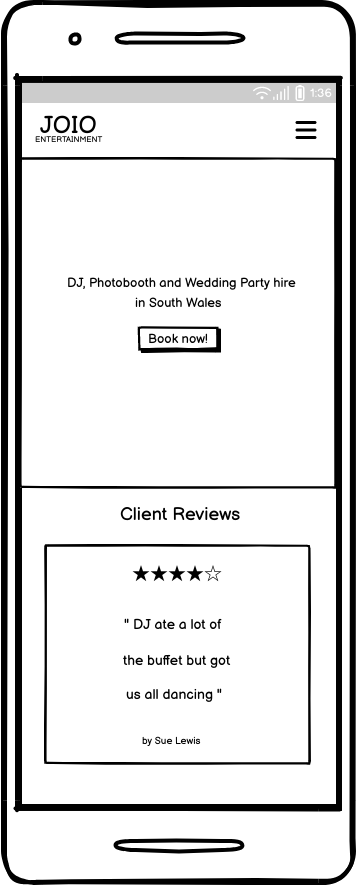 1:36
JOIO
ENTERTAINMENT
DJ, Photobooth and Wedding Party hire
in South Wales
Book now!
Client Reviews
★★★★☆
" DJ ate a lot of
the buffet but got
us all dancing "
by Sue Lewis